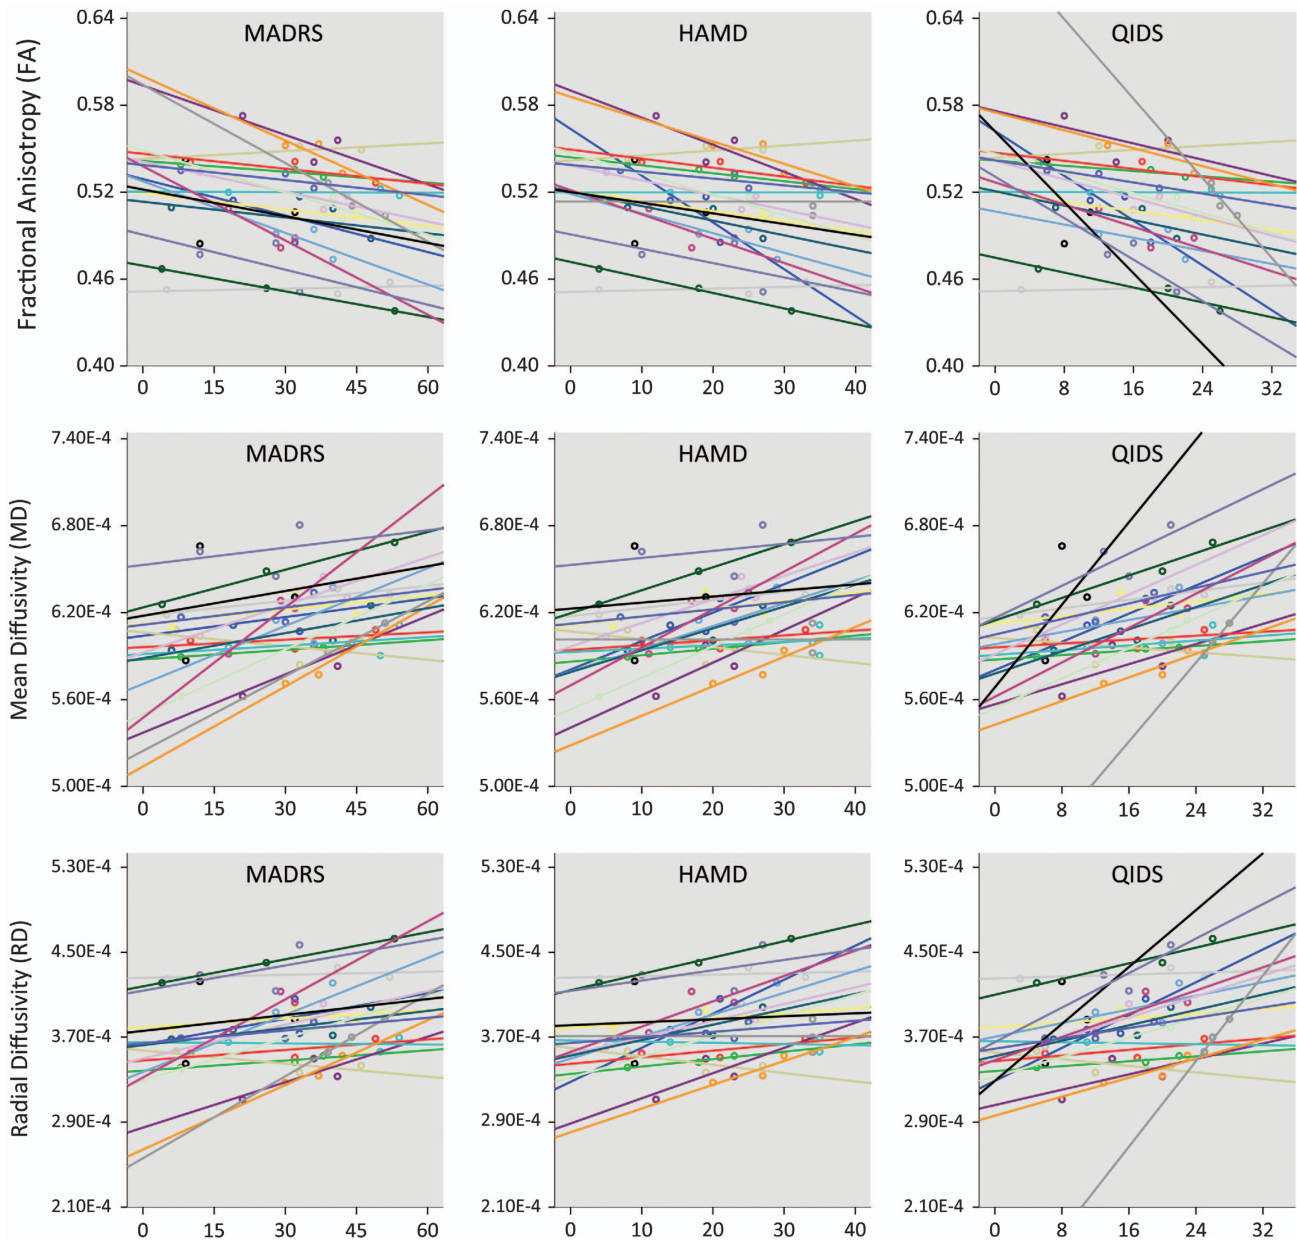 MADRS
HAMD
QIDS
Fractional Anisotropy (FA)
0.64
0.58
0.52
0.46
0.40
0.64
0.58
0.52
0.46
0.40
0.64
0.58
0.52
0.46
0.40
0 15 30 45 60
0 10 20 30 40
0 8 16 24 32
MADRS
HAMD
QIDS
Mean Diffusivity (MD)
7.40E-4
6.80E-4
6.20E-4
5.60E-4
5.00E-4
7.40E-4
6.80E-4
6.20E-4
5.60E-4
5.00E-4
7.40E-4
6.80E-4
6.20E-4
5.60E-4
5.00E-4
0 15 30 45 60
0 10 20 30 40
0 8 16 24 32
MADRS
HAMD
QIDS
Radial Diffusivity (RD)
5.30E-4
4.50E-4
3.70E-4
2.90E-4
2.10E-4
5.30E-4
4.50E-4
3.70E-4
2.90E-4
2.10E-4
5.30E-4
4.50E-4
3.70E-4
2.90E-4
2.10E-4
0 15 30 45 60
0 10 20 30 40
0 8 16 24 32